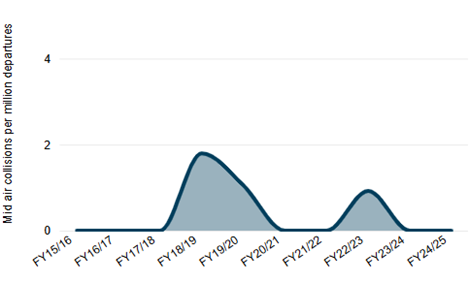 Mid air collisions per million departures
4
2
0
FY15/16
FY16/17
FY17/18
FY18/19
FY19/20
FY20/21
FY21/22
FY22/23
FY23/24
FY24/25